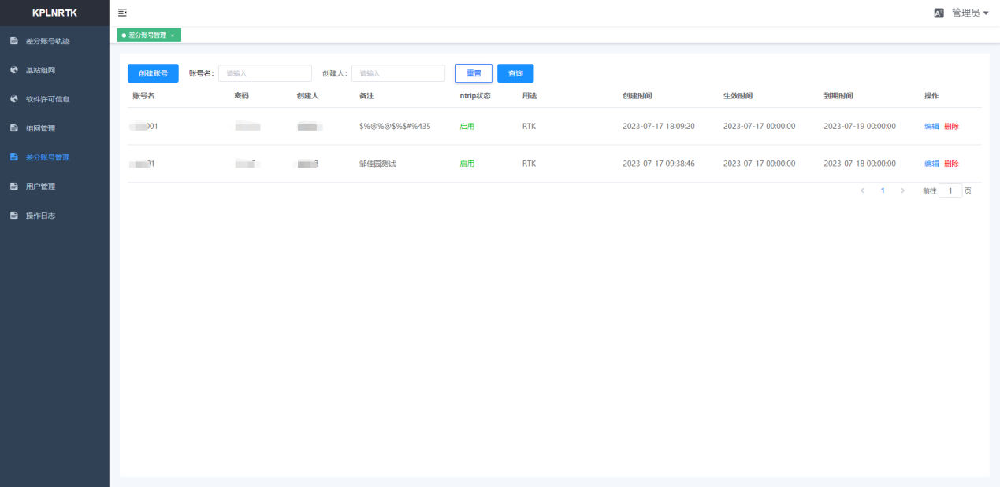 KPLNRTK
差分账号轨迹
基站组网
软件许可信息
组网管理
差分账号管理
用户管理
操作日志
管理员
差分账号管理 ×
创建账号 账号名: 请输入 创建人: 请输入 重置 查询
账号名 密码 创建人 备注 ntrip状态 用途 创建时间 生效时间 到期时间 操作
001 $%@%@$%$#%435 启用 RTK 2023-07-17 18:09:20 2023-07-17 00:00:00 2023-07-19 00:00:00 编辑 删除
1 邹佳园测试 启用 RTK 2023-07-17 09:38:46 2023-07-17 00:00:00 2023-07-18 00:00:00 编辑 删除
< 1 > 前往 1 页